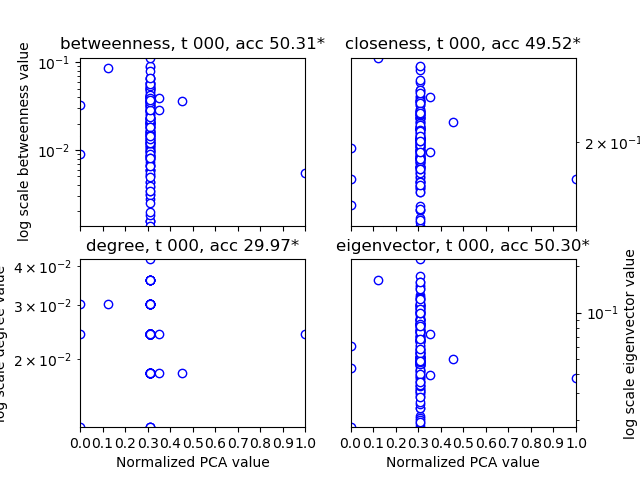 betweenness, t 000, acc 50.31*
closeness, t 000, acc 49.52*
log scale betweenness value
10⁻¹
10⁻²
2 × 10⁻¹
degree, t 000, acc 29.97*
eigenvector, t 000, acc 50.30*
log scale degree value
4 × 10⁻²
3 × 10⁻²
2 × 10⁻²
10⁻¹
log scale eigenvector value
0.0 0.1 0.2 0.3 0.4 0.5 0.6 0.7 0.8 0.9 1.0
0.0 0.1 0.2 0.3 0.4 0.5 0.6 0.7 0.8 0.9 1.0
Normalized PCA value
Normalized PCA value